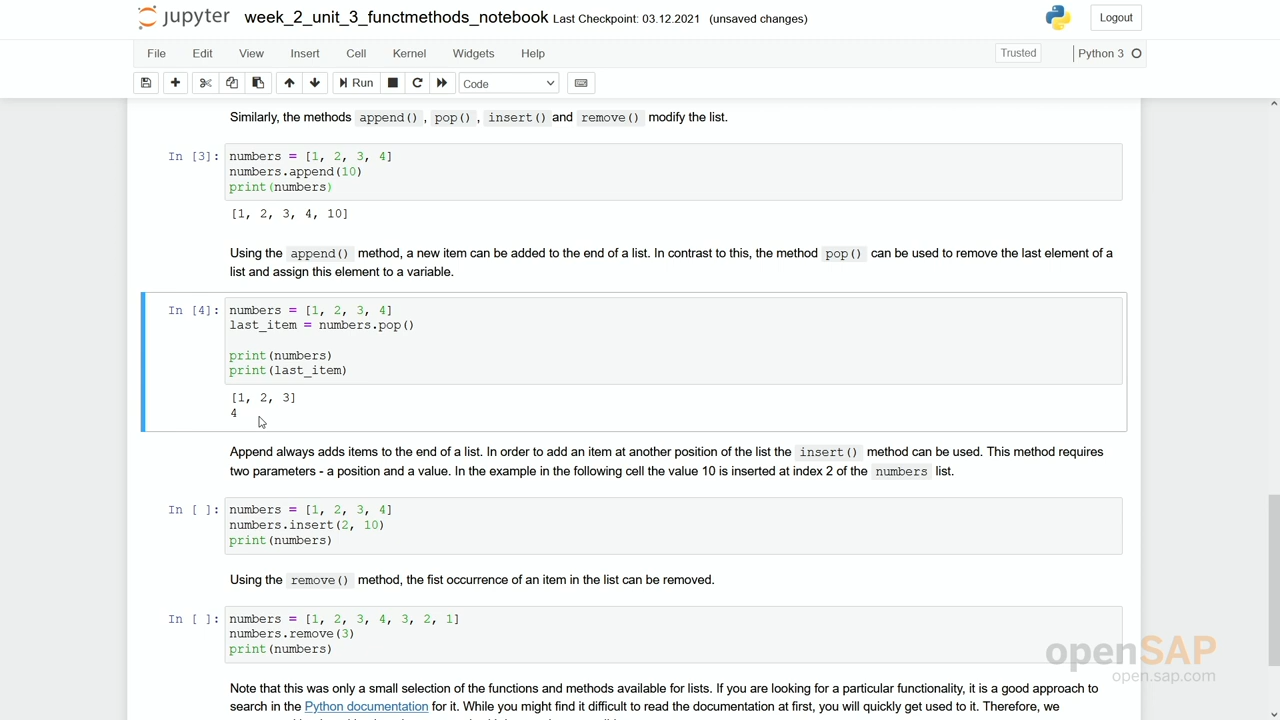 jupyter week_2_unit_3_functmethods_notebook Last Checkpoint: 03.12.2021 (unsaved changes) Logout
File Edit View Insert Cell Kernel Widgets Help Trusted Python 3
Run Code
Similarly, the methods append() , pop() , insert() and remove() modify the list.
In [3]: numbers = [1, 2, 3, 4]
numbers.append(10)
print(numbers)
[1, 2, 3, 4, 10]
Using the append() method, a new item can be added to the end of a list. In contrast to this, the method pop() can be used to remove the last element of a
list and assign this element to a variable.
In [4]: numbers = [1, 2, 3, 4]
last_item = numbers.pop()
print(numbers)
print(last_item)
[1, 2, 3]
4
Append always adds items to the end of a list. In order to add an item at another position of the list the insert() method can be used. This method requires
two parameters - a position and a value. In the example in the following cell the value 10 is inserted at index 2 of the numbers list.
In [ ]: numbers = [1, 2, 3, 4]
numbers.insert(2, 10)
print(numbers)
Using the remove() method, the fist occurrence of an item in the list can be removed.
In [ ]: numbers = [1, 2, 3, 4, 3, 2, 1]
numbers.remove(3)
print(numbers)
openSAP
open.sap.com
Note that this was only a small selection of the functions and methods available for lists. If you are looking for a particular functionality, it is a good approach to
search in the Python documentation for it. While you might find it difficult to read the documentation at first, you will quickly get used to it. Therefore, we